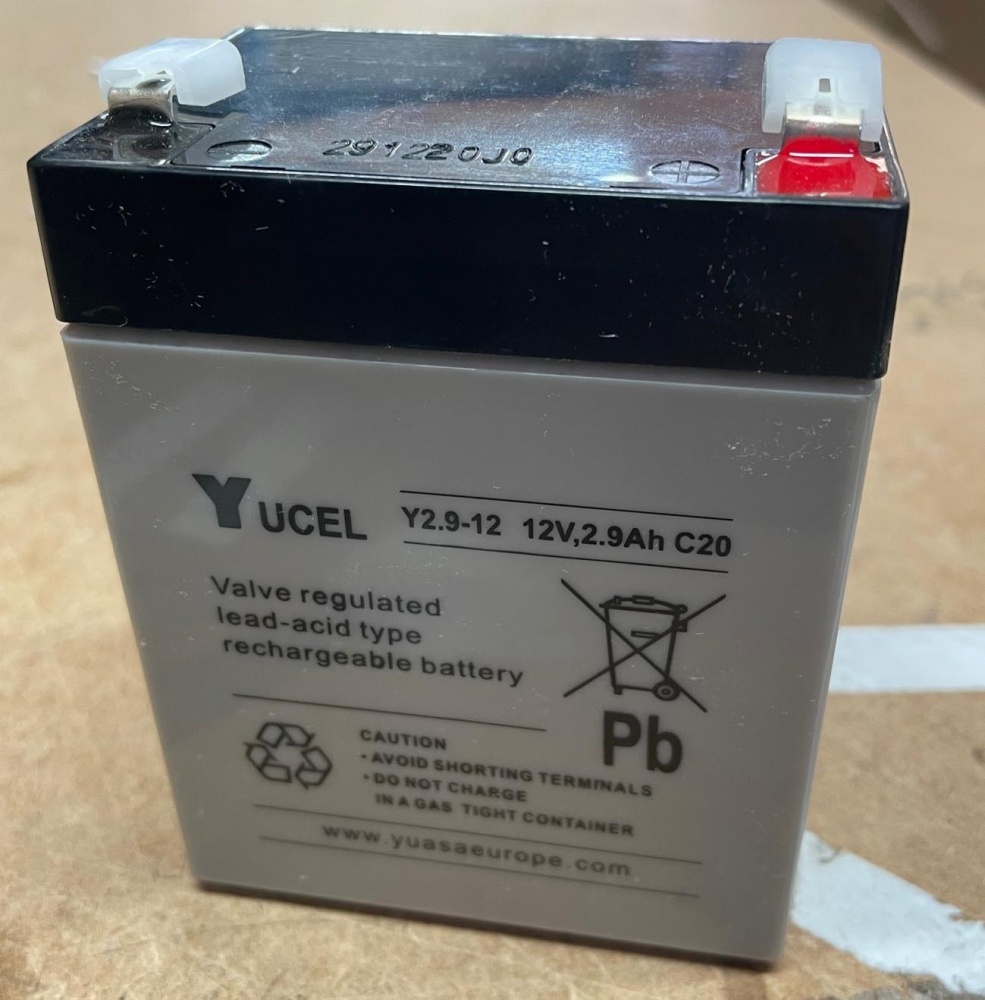 291220J0
YUCEL
Y2.9-12 12V,2.9Ah C20
Valve regulated
lead-acid type
rechargeable battery
Pb
CAUTION
• AVOID SHORTING TERMINALS
• DO NOT CHARGE
IN A GAS TIGHT CONTAINER
www.yuasaeurope.com